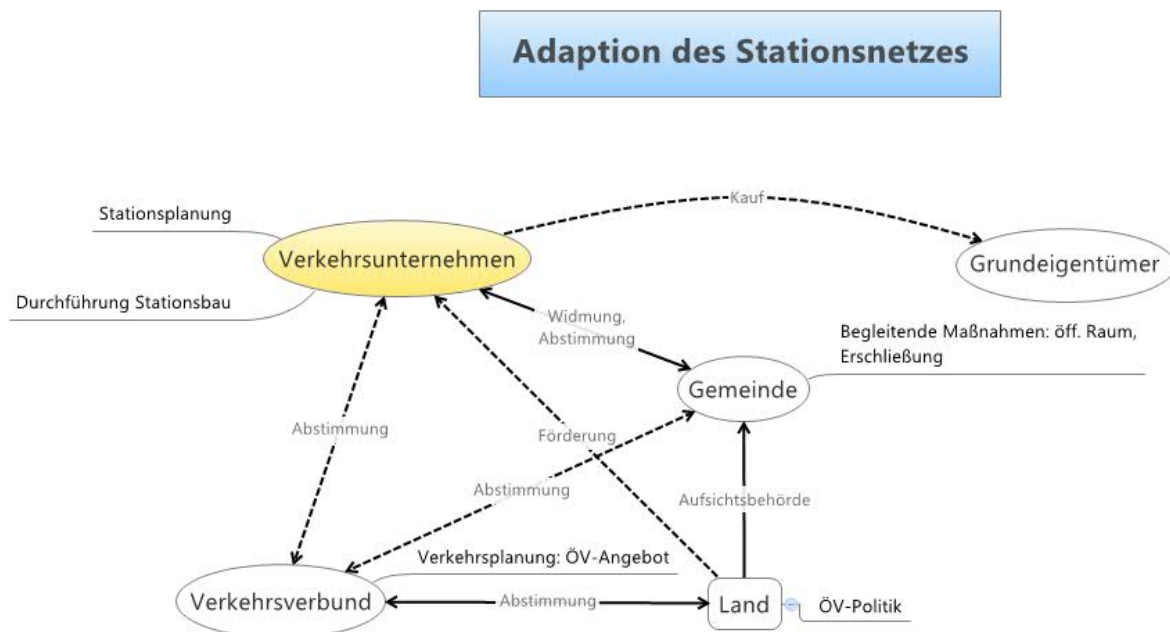 Adaption des Stationsnetzes
Kauf
Stationsplanung
Verkehrsunternehmen
Grundeigentümer
Durchführung Stationsbau
Widmung,
Abstimmung
Begleitende Maßnahmen: öff. Raum,
Erschließung
Gemeinde
Abstimmung
Förderung
Abstimmung
Aufsichtsbehörde
Verkehrsplanung: ÖV-Angebot
Verkehrsverbund
Abstimmung
Land
ÖV-Politik